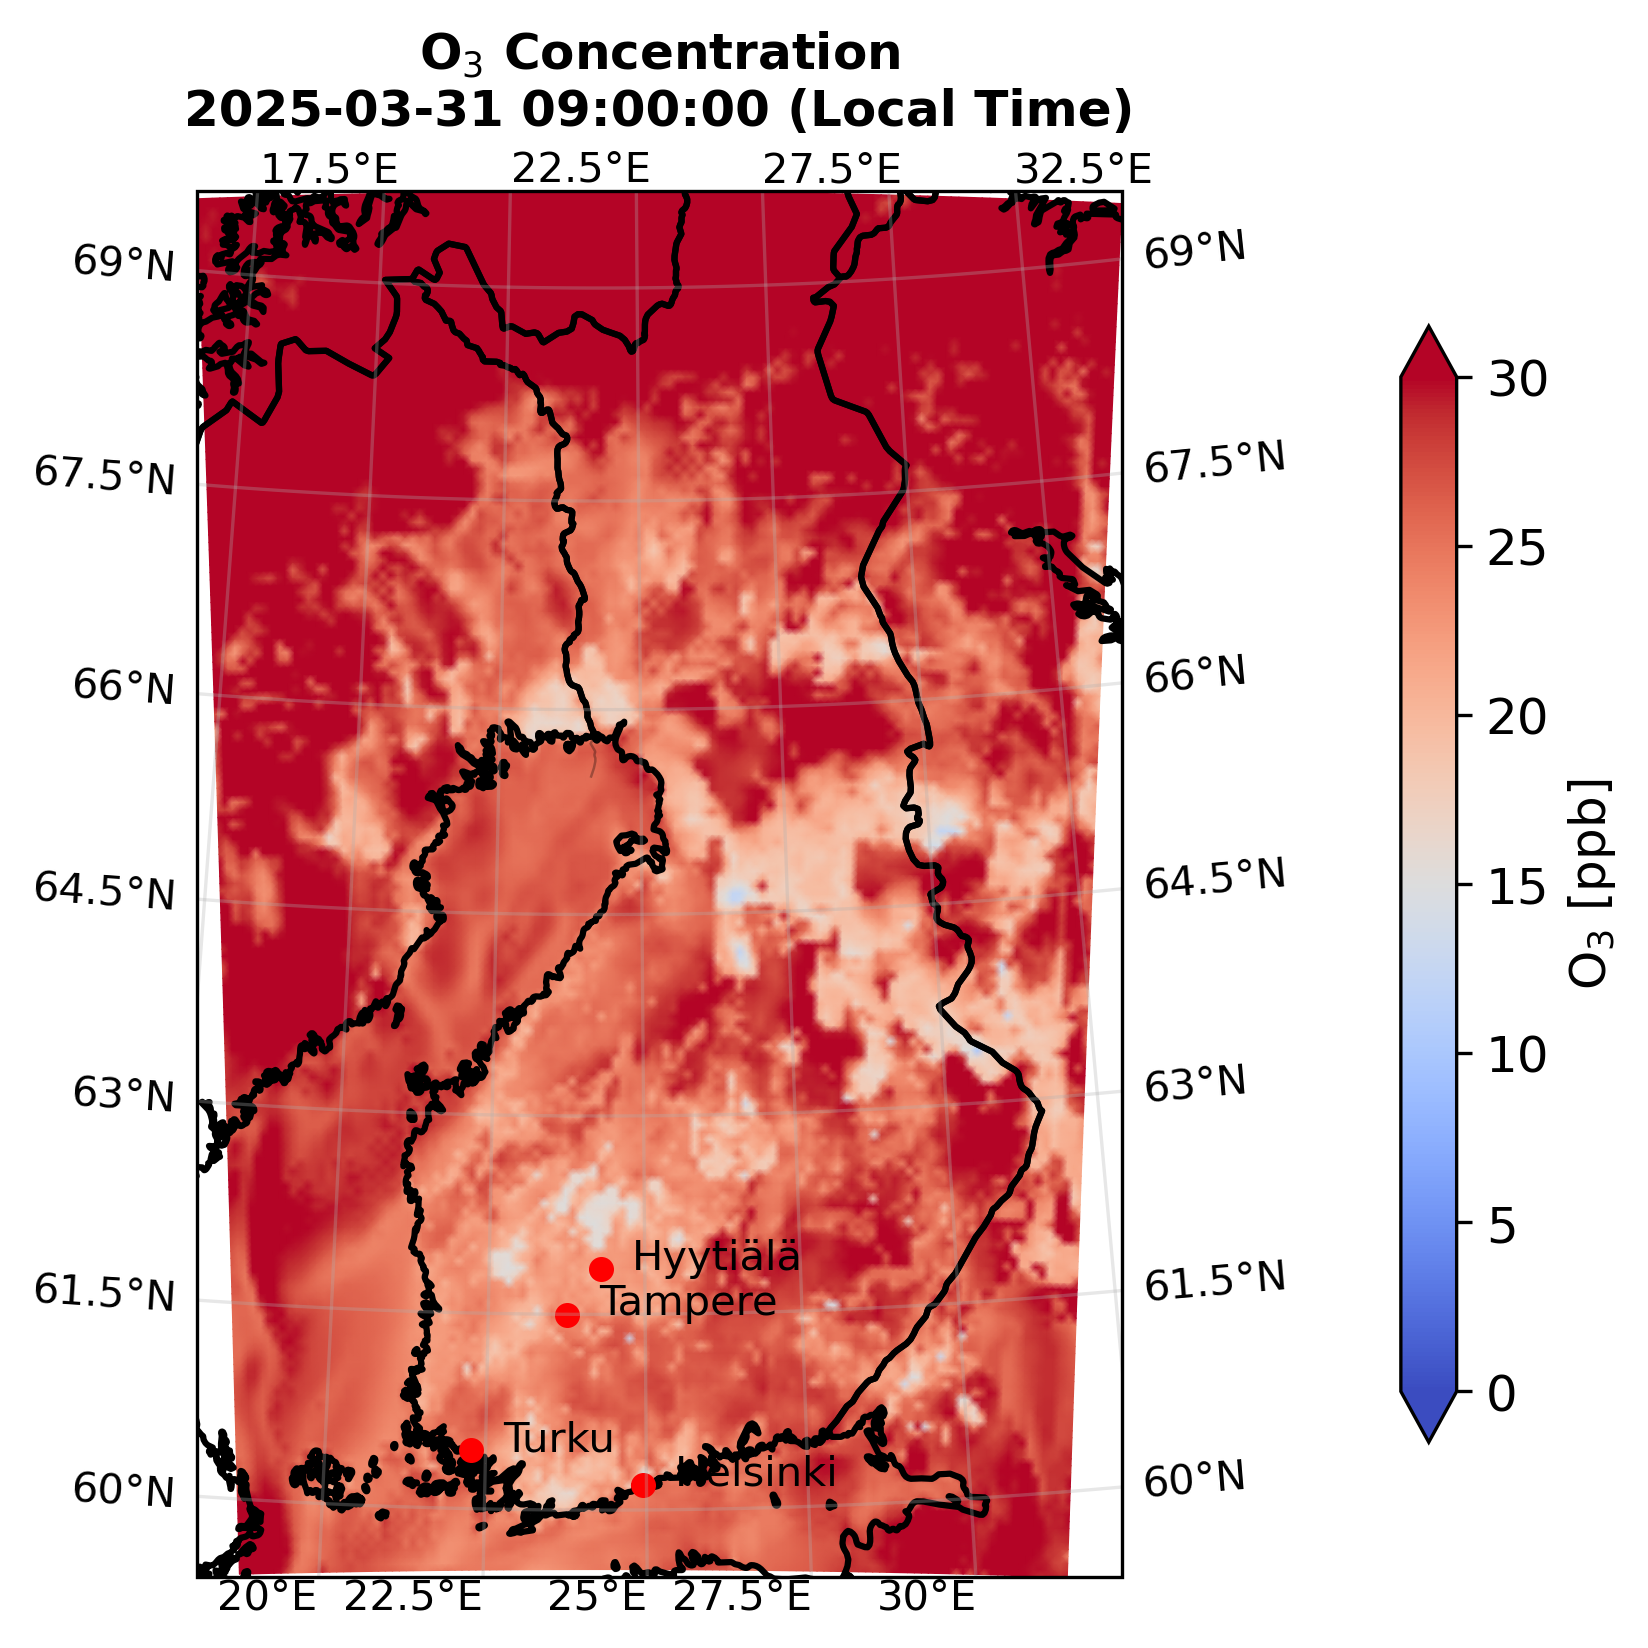 O₃ Concentration
2025-03-31 09:00:00 (Local Time)
17.5°E 22.5°E 27.5°E 32.5°E
69°N 69°N
67.5°N 67.5°N
66°N 66°N
64.5°N 64.5°N
63°N 63°N
61.5°N 61.5°N
60°N 60°N
Hyytiälä
Tampere
Turku
Helsinki
20°E 22.5°E 25°E 27.5°E 30°E
30
25
20
15
10
5
0
O₃ [ppb]